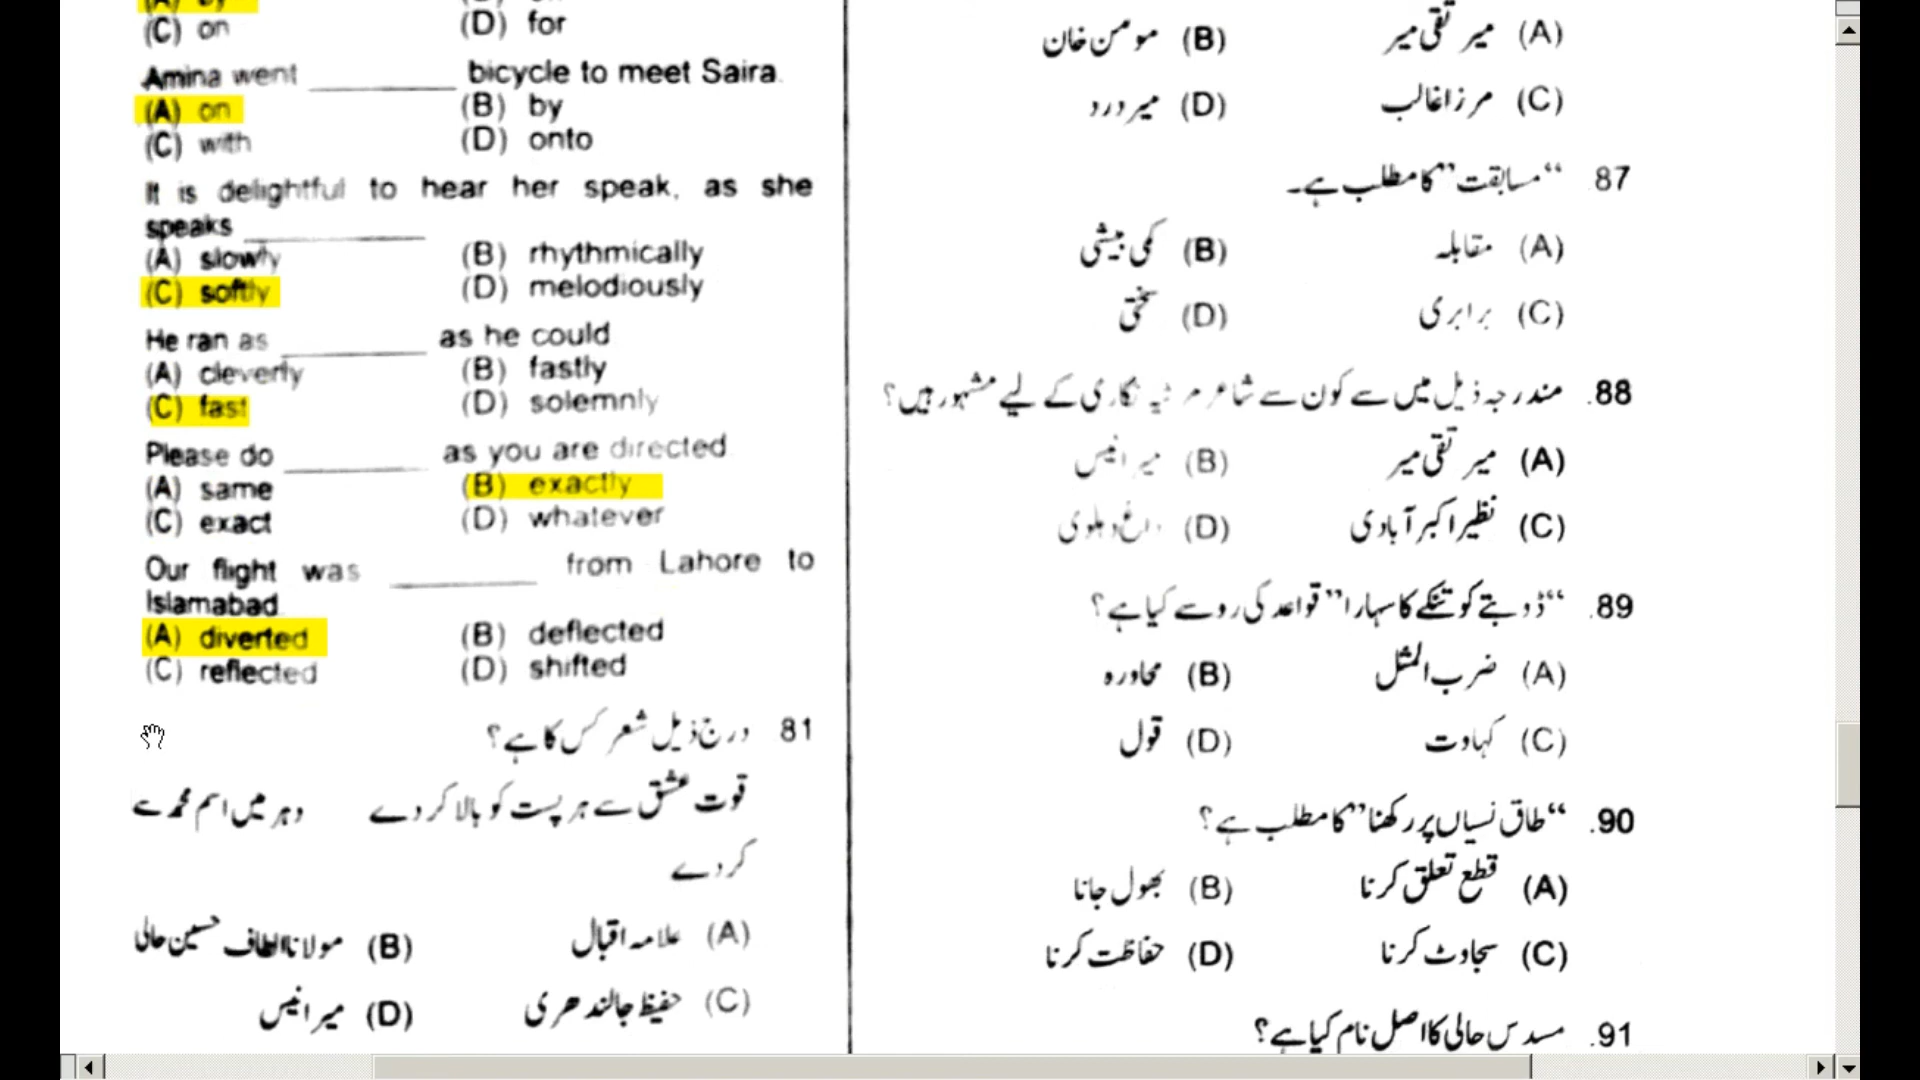 (A) by
(C) on (D) for
Amina went ________ bicycle to meet Saira.
(A) on (B) by
(C) with (D) onto
It is delightful to hear her speak, as she
speaks ________
(A) slowly (B) rhythmically
(C) softly (D) melodiously
He ran as ________ as he could
(A) cleverly (B) fastly
(C) fast (D) solemnly
Please do ________ as you are directed
(A) same (B) exactly
(C) exact (D) whatever
Our flight was ________ from Lahore to
Islamabad
(A) diverted (B) deflected
(C) reflected (D) shifted
81 درج ذیل شعر کس کا ہے؟
قوت عشق سے ہر پست کو بالا کر دے دہر میں اسم محمد سے
کر دے
(A) علامہ اقبال (B) مولانا الطاف حسین حالی
(C) حفیظ جالندھری (D) میر انیس
(A) میر تقی میر (B) مومن خان
(C) مرزا غالب (D) میر درد
87. “مسابقت” کا مطلب ہے۔
(A) مقابلہ (B) کمی بیشی
(C) برابری (D) سختی
88. مندرجہ ذیل میں سے کون سے شاعر مرثیہ نگاری کے لیے مشہور ہیں؟
(A) میر تقی میر (B) میر انیس
(C) نظیر اکبر آبادی (D) داغ دہلوی
89. “ڈوبتے کو تنکے کا سہارا” قواعد کی رو سے کیا ہے؟
(A) ضرب المثل (B) محاورہ
(C) کہاوت (D) قول
90. “طاق نسیاں پر رکھنا” کا مطلب ہے؟
(A) قطع تعلق کرنا (B) بھول جانا
(C) سجاوٹ کرنا (D) حفاظت کرنا
91. مسدس حالی کا اصل نام کیا ہے؟